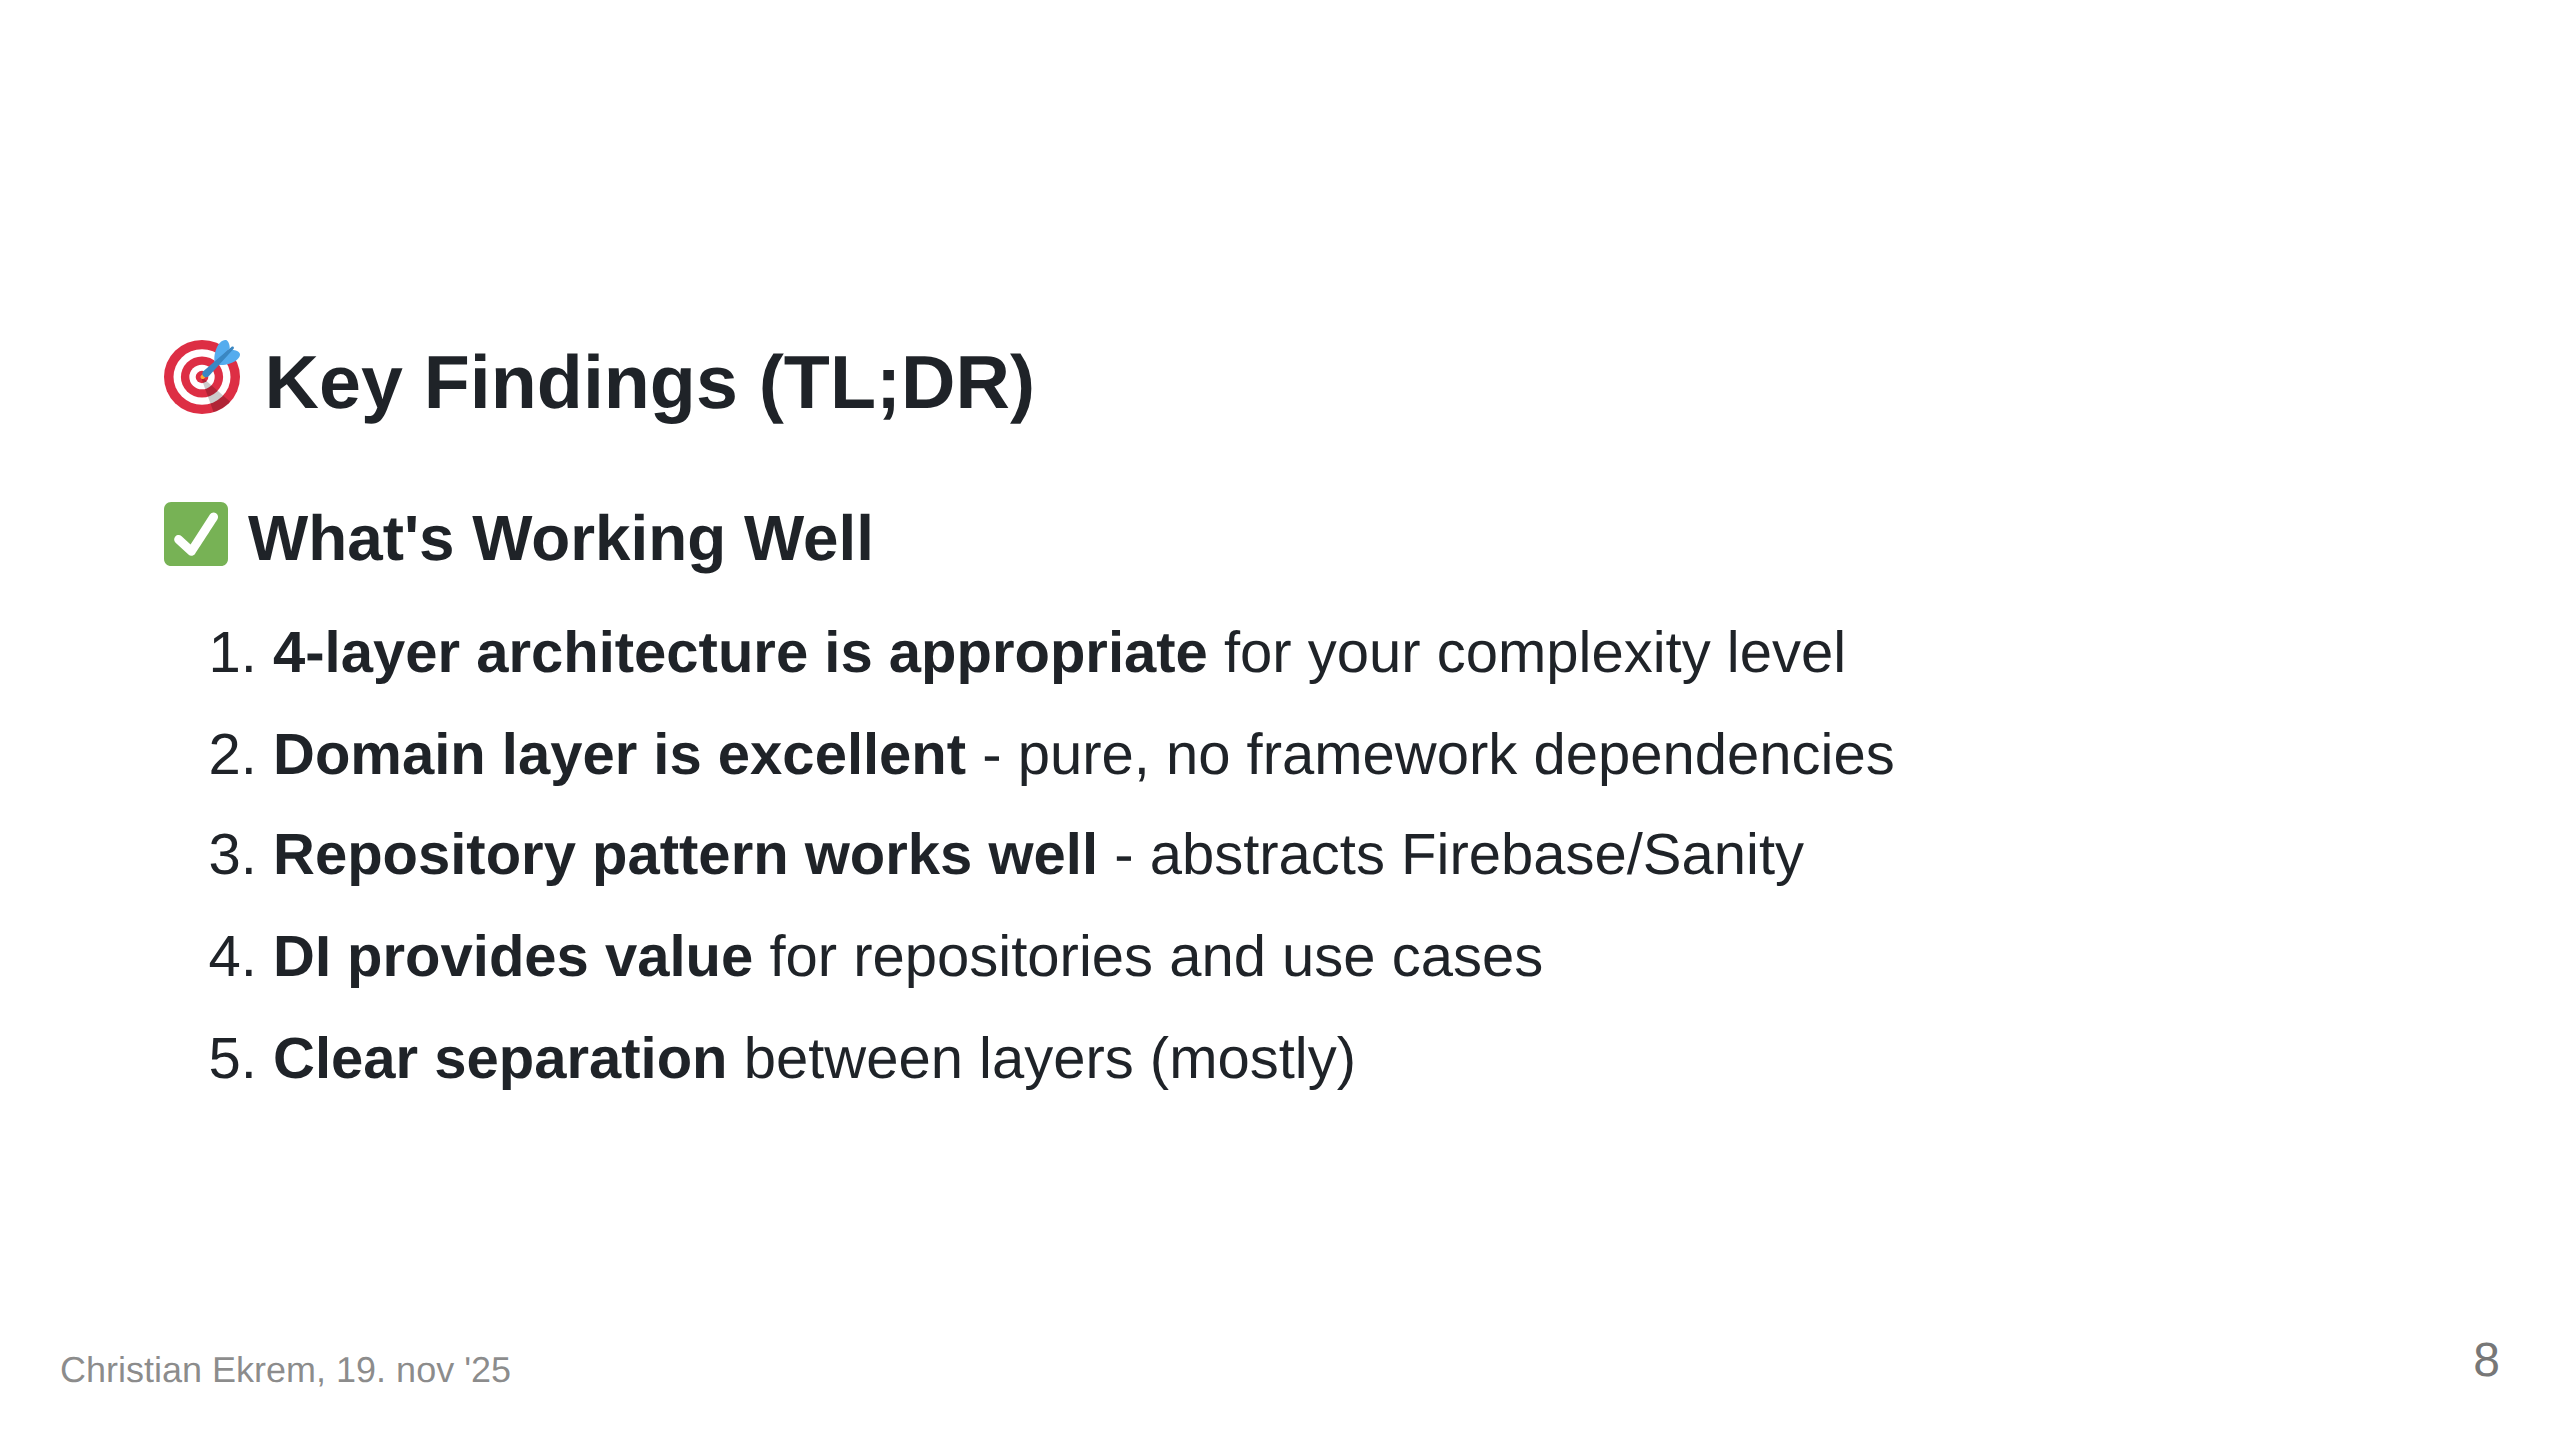 🎯 Key Findings (TL;DR)
✅ What's Working Well
1. 4-layer architecture is appropriate for your complexity level
2. Domain layer is excellent - pure, no framework dependencies
3. Repository pattern works well - abstracts Firebase/Sanity
4. DI provides value for repositories and use cases
5. Clear separation between layers (mostly)
Christian Ekrem, 19. nov '25
8